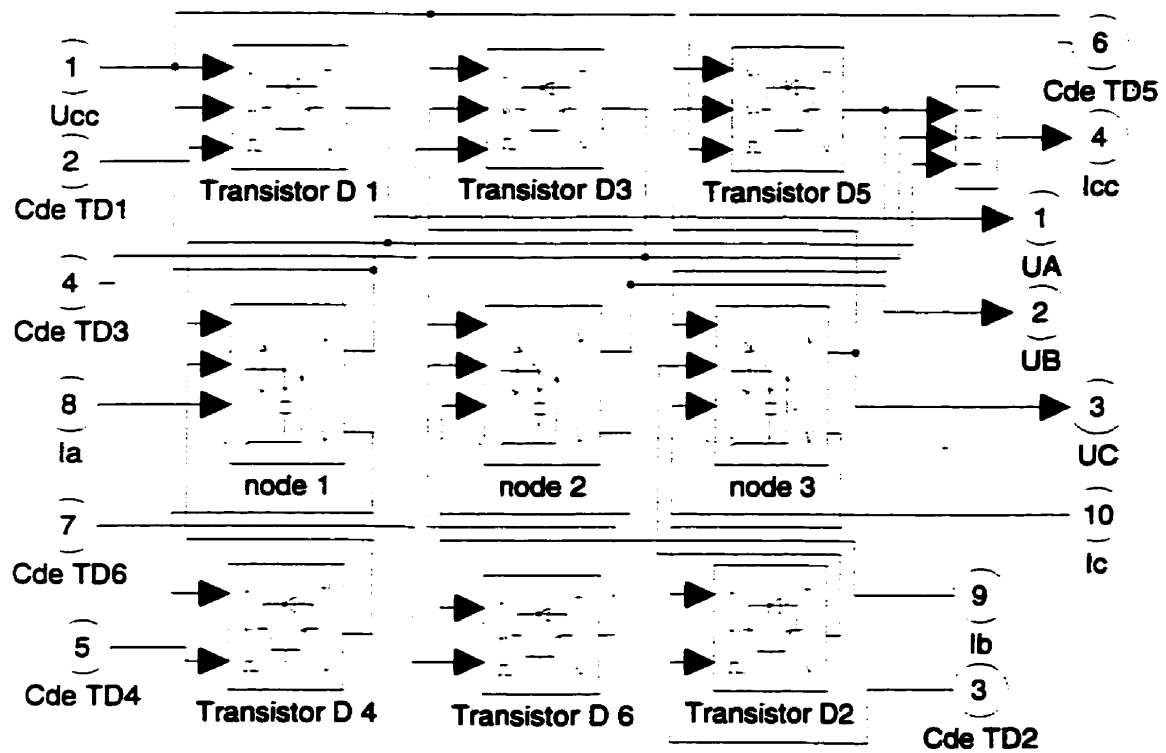 1
Ucc
2
Cde TD1
4
Cde TD3
8
Ia
7
Cde TD6
5
Cde TD4
Transistor D 1
Transistor D3
Transistor D5
node 1
node 2
node 3
Transistor D 4
Transistor D 6
Transistor D2
6
Cde TD5
4
Icc
1
UA
2
UB
3
UC
10
Ic
9
Ib
3
Cde TD2